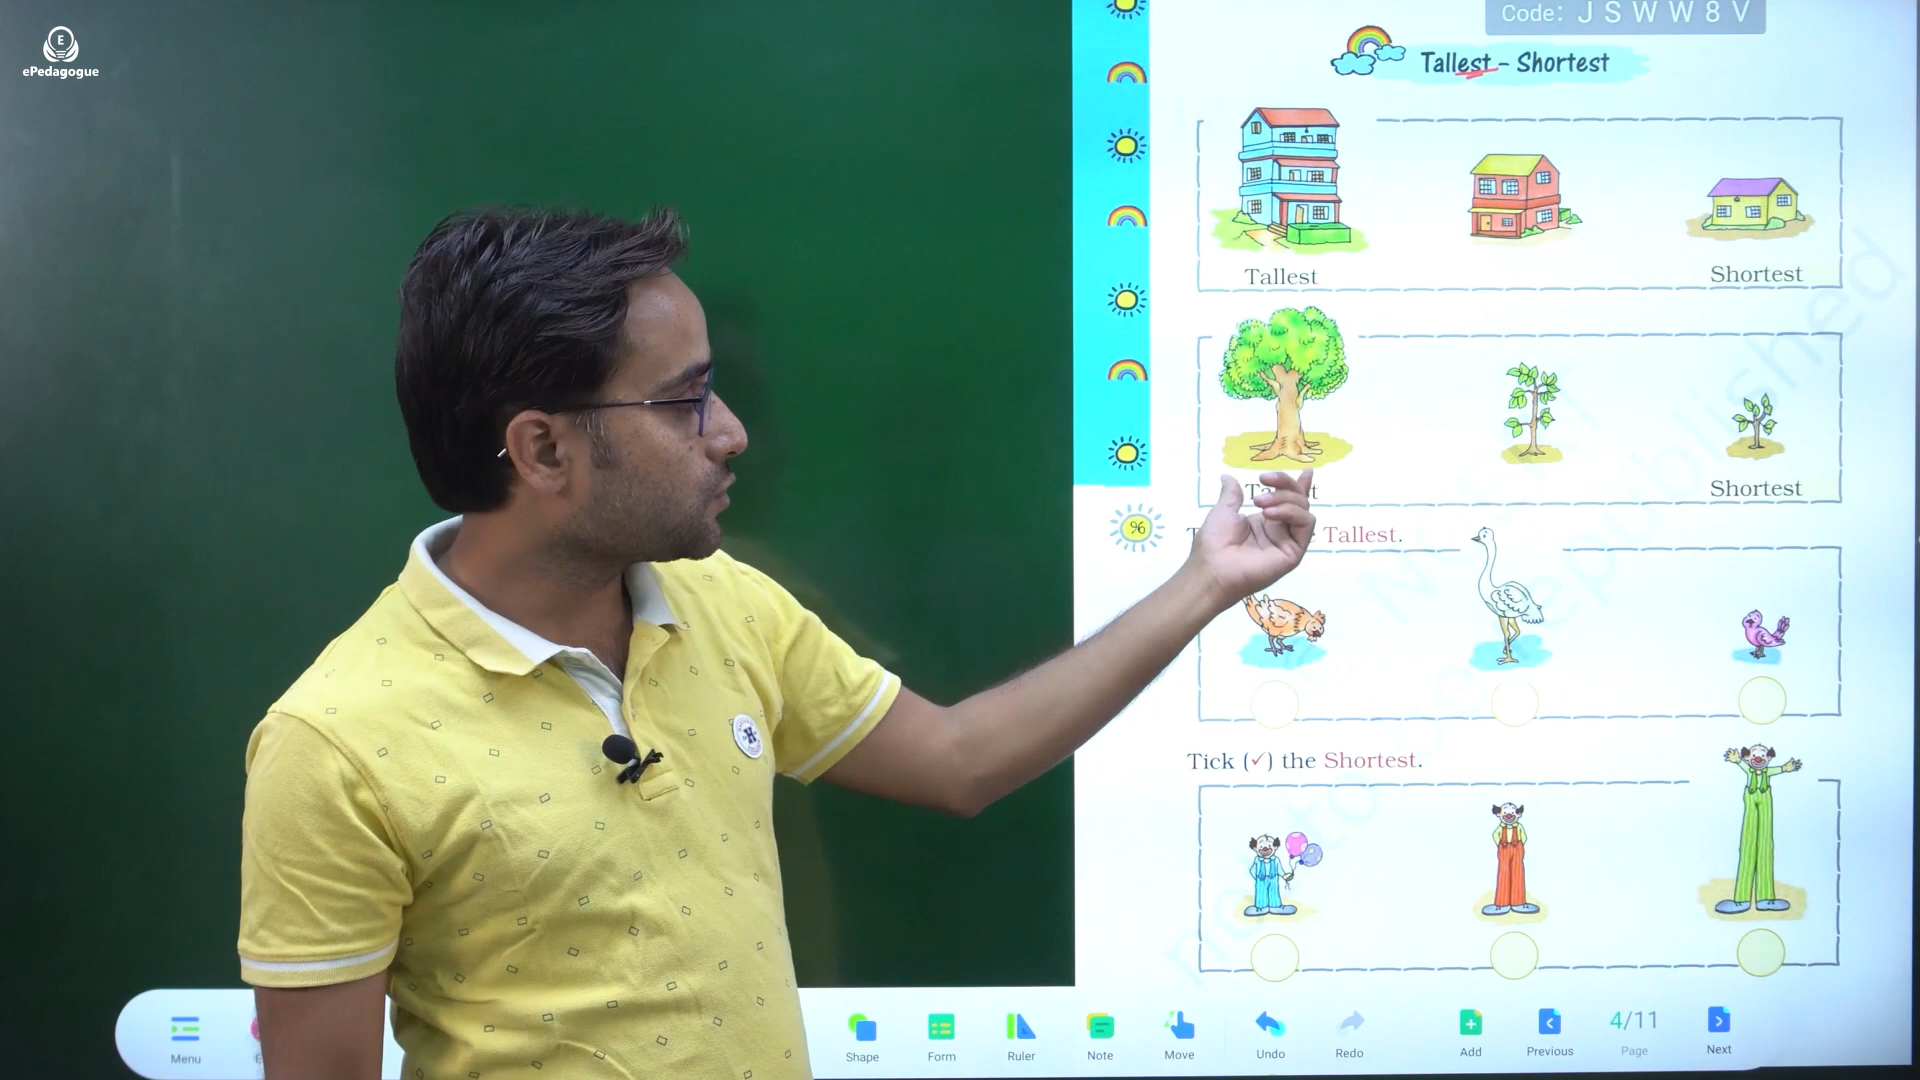 E
ePedagogue
Code: J S W W 8 V
Tallest - Shortest
Tallest
Shortest
Shortest
96
Tallest.
Tick (✓) the Shortest.
Menu
Shape
Form
Ruler
Note
Move
Undo
Redo
Add
Previous
4/11
Page
Next